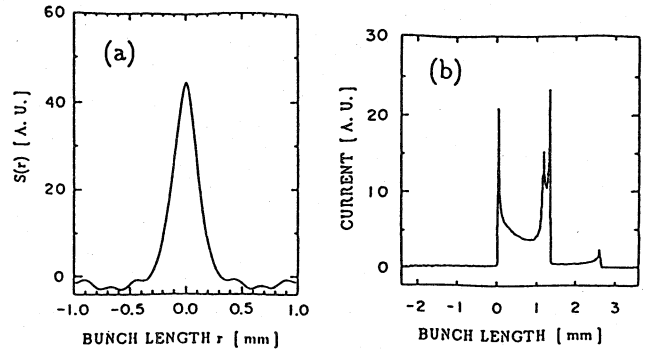 (a)
S(r) [ A. U. ]
60
40
20
0
-1.0 -0.5 0.0 0.5 1.0
BUNCH LENGTH r [ mm ]
(b)
CURRENT [ A. U. ]
30
20
10
0
-2 -1 0 1 2 3
BUNCH LENGTH [ mm ]